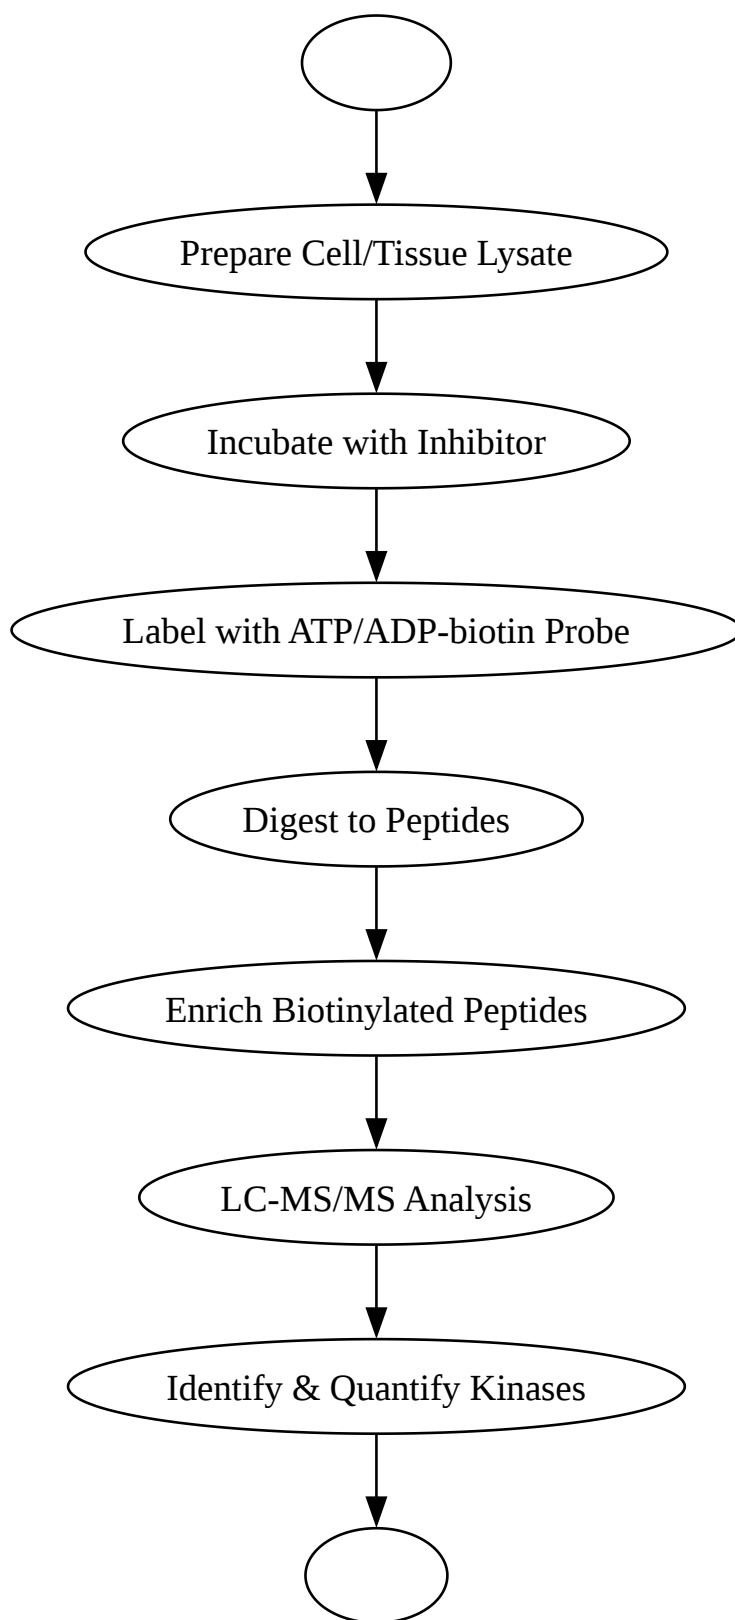 Prepare Cell/Tissue Lysate
Incubate with Inhibitor
Label with ATP/ADP-biotin Probe
Digest to Peptides
Enrich Biotinylated Peptides
LC-MS/MS Analysis
Identify & Quantify Kinases